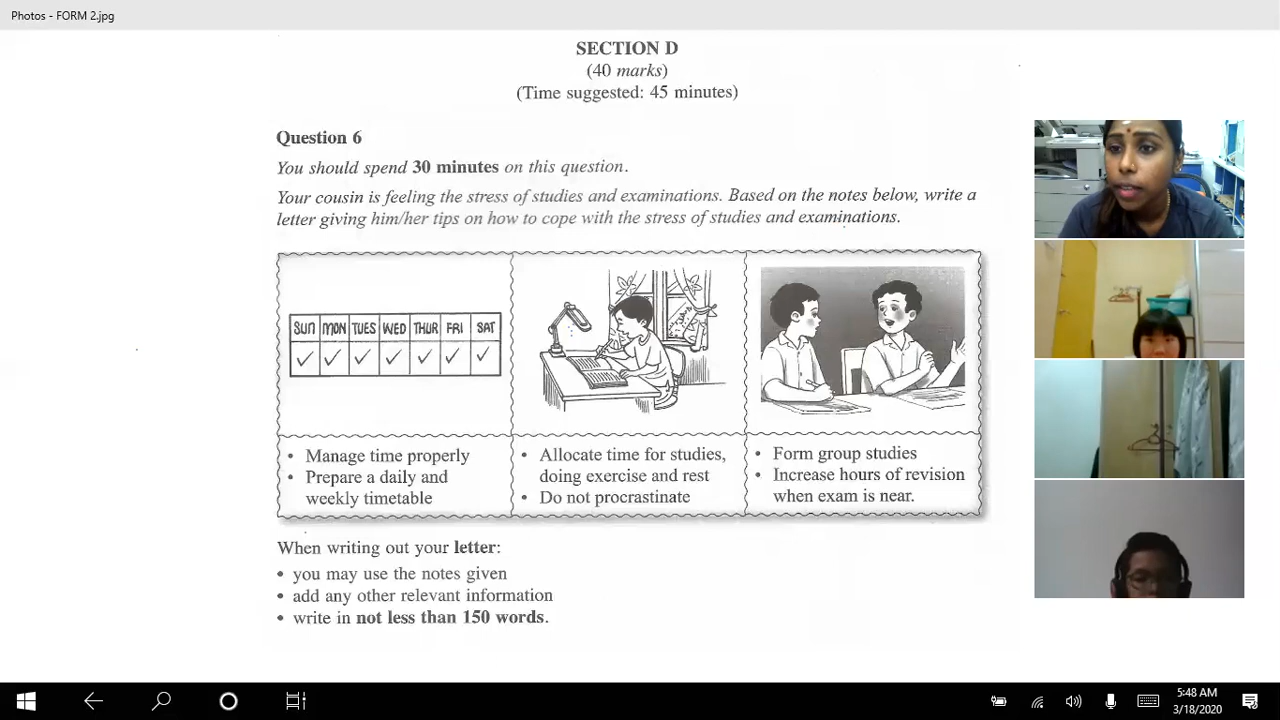 Photos - FORM 2.jpg
SECTION D
(40 marks)
(Time suggested: 45 minutes)
Question 6
You should spend 30 minutes on this question.
Your cousin is feeling the stress of studies and examinations. Based on the notes below, write a
letter giving him/her tips on how to cope with the stress of studies and examinations.
SUN MON TUES WED THUR FRI SAT
• Manage time properly
• Prepare a daily and
weekly timetable
• Allocate time for studies,
doing exercise and rest
• Do not procrastinate
• Form group studies
• Increase hours of revision
when exam is near.
When writing out your letter:
• you may use the notes given
• add any other relevant information
• write in not less than 150 words.
5:48 AM
3/18/2020